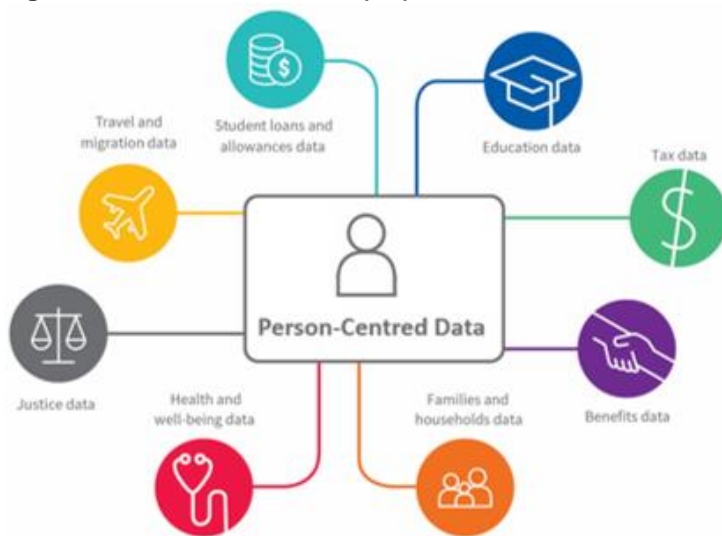 Student loans and
allowances data
Education data
Travel and
migration data
Tax data
$
$
Person-Centred Data
Justice data
Health and
well-being data
Families and
households data
Benefits data